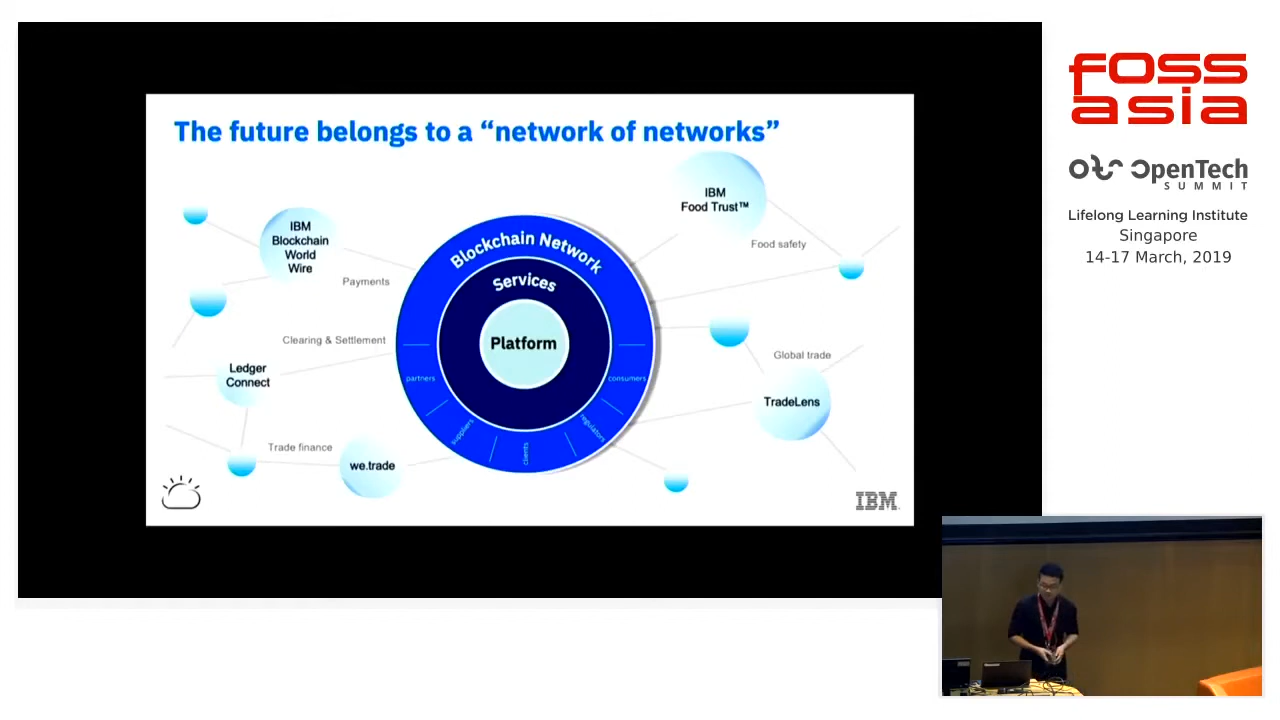 The future belongs to a “network of networks”
IBM
Blockchain
World
Wire
Payments
Clearing & Settlement
Ledger
Connect
Trade finance
we.trade
Blockchain Network
Services
Platform
partners
suppliers
clients
regulators
consumers
IBM
Food Trust™
Food safety
Global trade
TradeLens
IBM
foss
asia
OpenTech
SUMMIT
Lifelong Learning Institute
Singapore
14-17 March, 2019